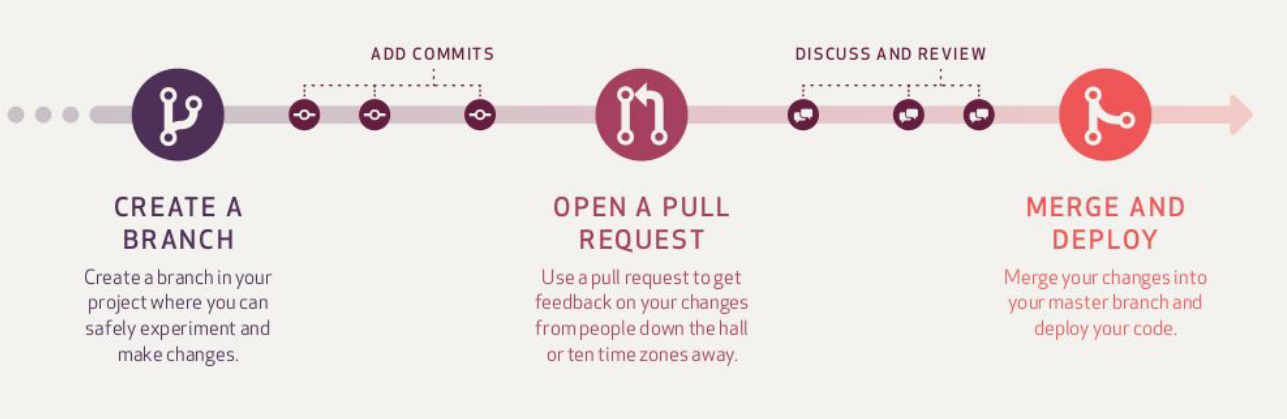 ADD COMMITS
DISCUSS AND REVIEW
CREATE A
BRANCH
Create a branch in your
project where you can
safely experiment and
make changes.
OPEN A PULL
REQUEST
Use a pull request to get
feedback on your changes
from people down the hall
or ten time zones away.
MERGE AND
DEPLOY
Merge your changes into
your master branch and
deploy your code.